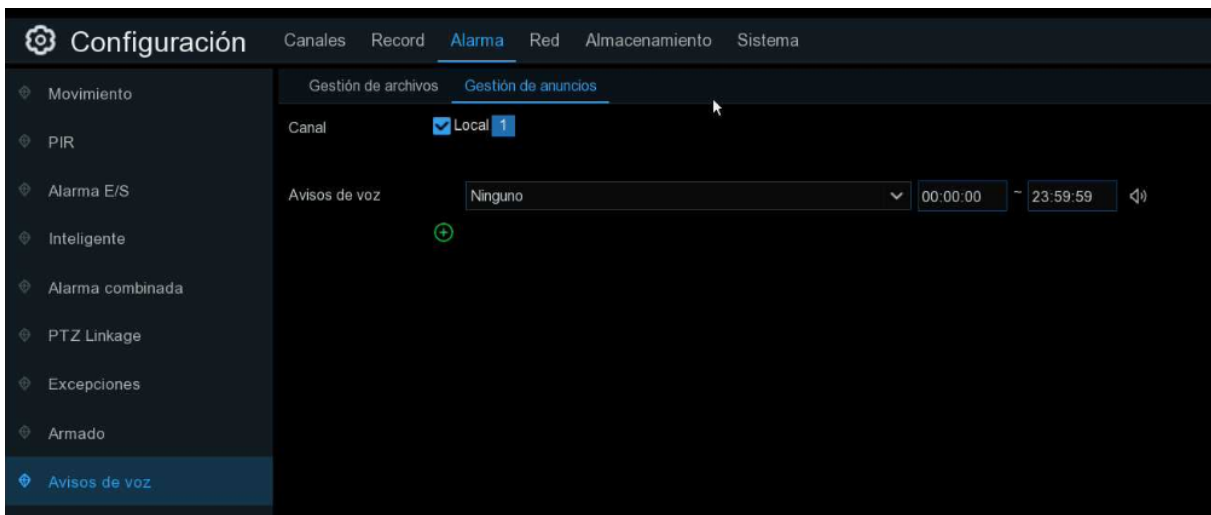 Configuración Canales Record Alarma Red Almacenamiento Sistema
Gestión de archivos Gestión de anuncios
Movimiento
Canal Local 1
PIR
Alarma E/S
Avisos de voz Ninguno 00:00:00 ~ 23:59:59
Inteligente
Alarma combinada
PTZ Linkage
Excepciones
Armado
Avisos de voz